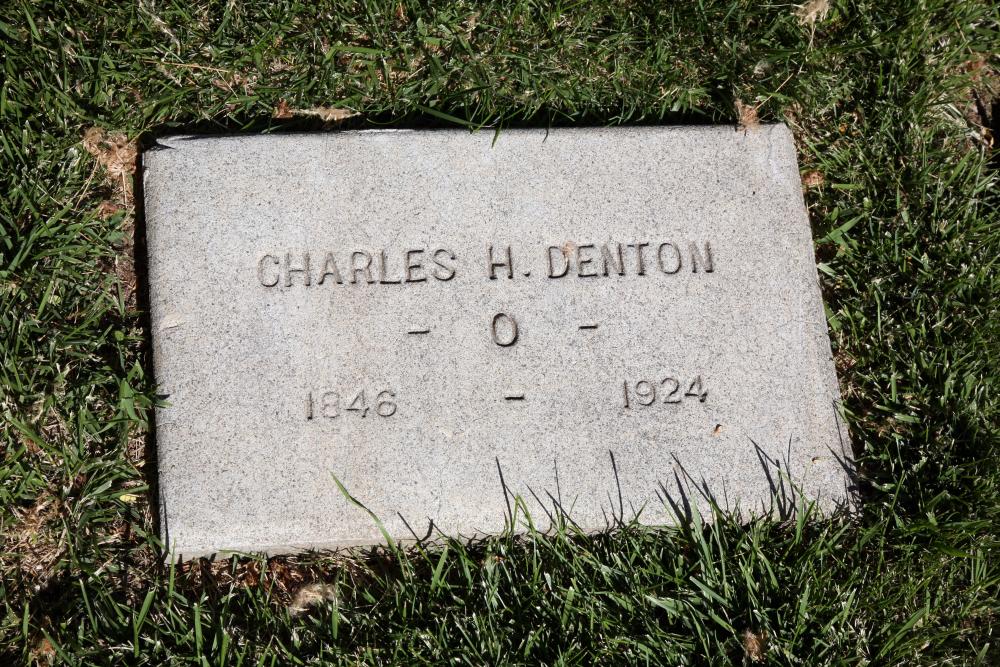 CHARLES H. DENTON
- O -
1846 - 1924